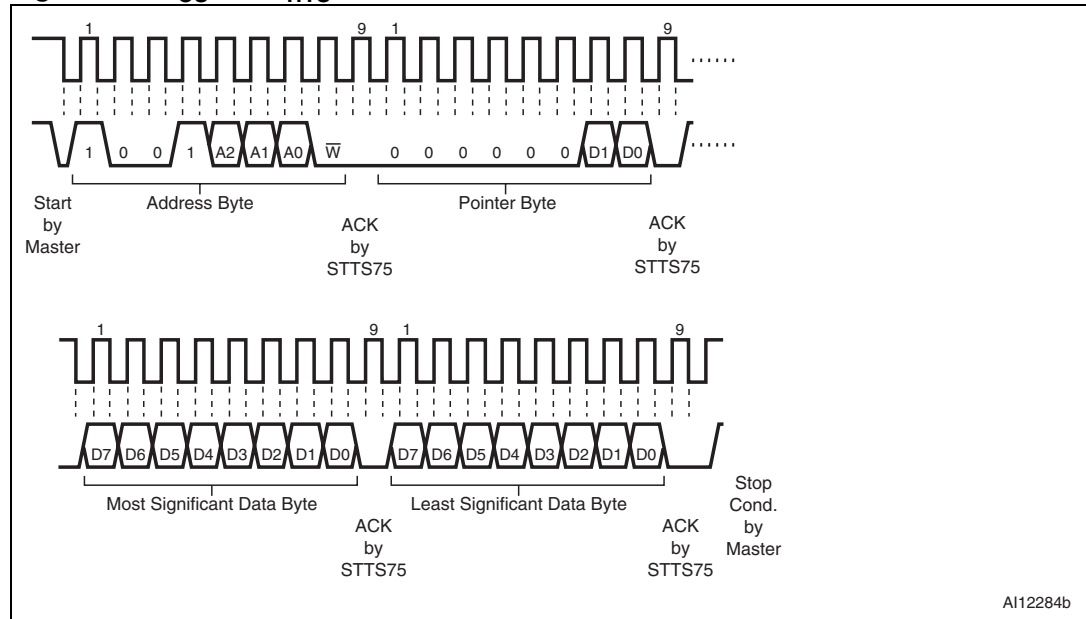 1 9 1 9
1 0 0 1 A2 A1 A0 W̅ 0 0 0 0 0 0 D1 D0
Address Byte Pointer Byte
Start by Master
ACK by STTS75
ACK by STTS75
1 9 1 9
D7 D6 D5 D4 D3 D2 D1 D0 D7 D6 D5 D4 D3 D2 D1 D0
Most Significant Data Byte Least Significant Data Byte
ACK by STTS75
ACK by STTS75
Stop Cond. by Master
AI12284b